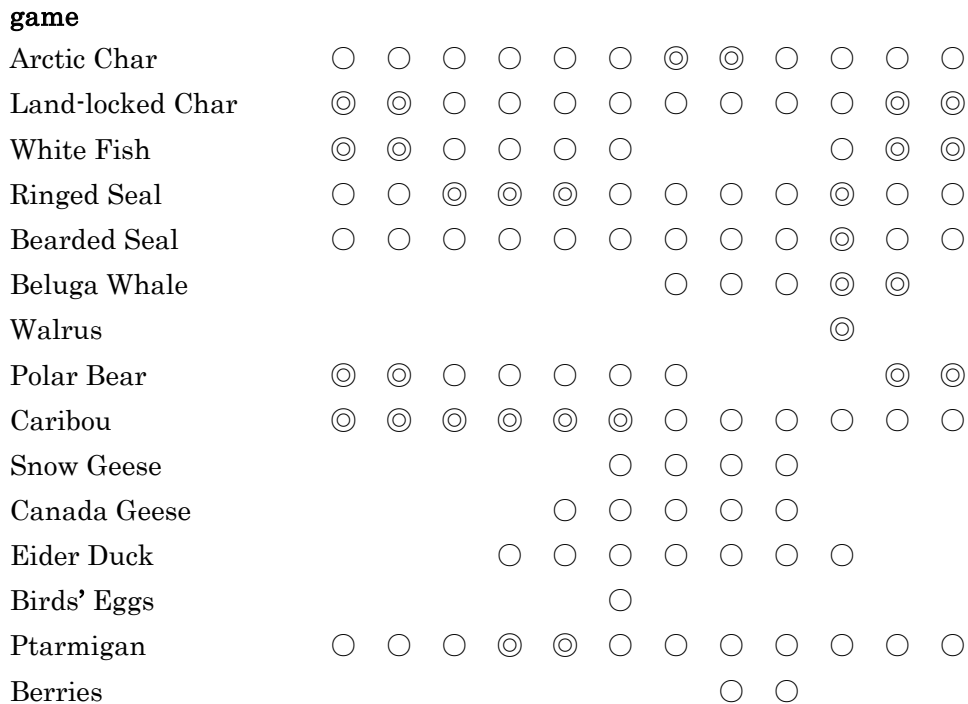 game
Arctic Char ○ ○ ○ ○ ○ ○ ◎ ◎ ○ ○ ○ ○
Land-locked Char ◎ ◎ ○ ○ ○ ○ ○ ○ ○ ○ ◎ ◎
White Fish ◎ ◎ ○ ○ ○ ○ ○ ◎ ◎
Ringed Seal ○ ○ ◎ ◎ ◎ ○ ○ ○ ○ ◎ ○ ○
Bearded Seal ○ ○ ○ ○ ○ ○ ○ ○ ○ ◎ ○ ○
Beluga Whale ○ ○ ○ ◎ ◎
Walrus ◎
Polar Bear ◎ ◎ ○ ○ ○ ○ ○ ◎ ◎
Caribou ◎ ◎ ◎ ◎ ◎ ◎ ○ ○ ○ ○ ○ ○
Snow Geese ○ ○ ○ ○
Canada Geese ○ ○ ○ ○ ○
Eider Duck ○ ○ ○ ○ ○ ○ ○
Birds' Eggs ○
Ptarmigan ○ ○ ○ ◎ ◎ ○ ○ ○ ○ ○ ○ ○
Berries ○ ○